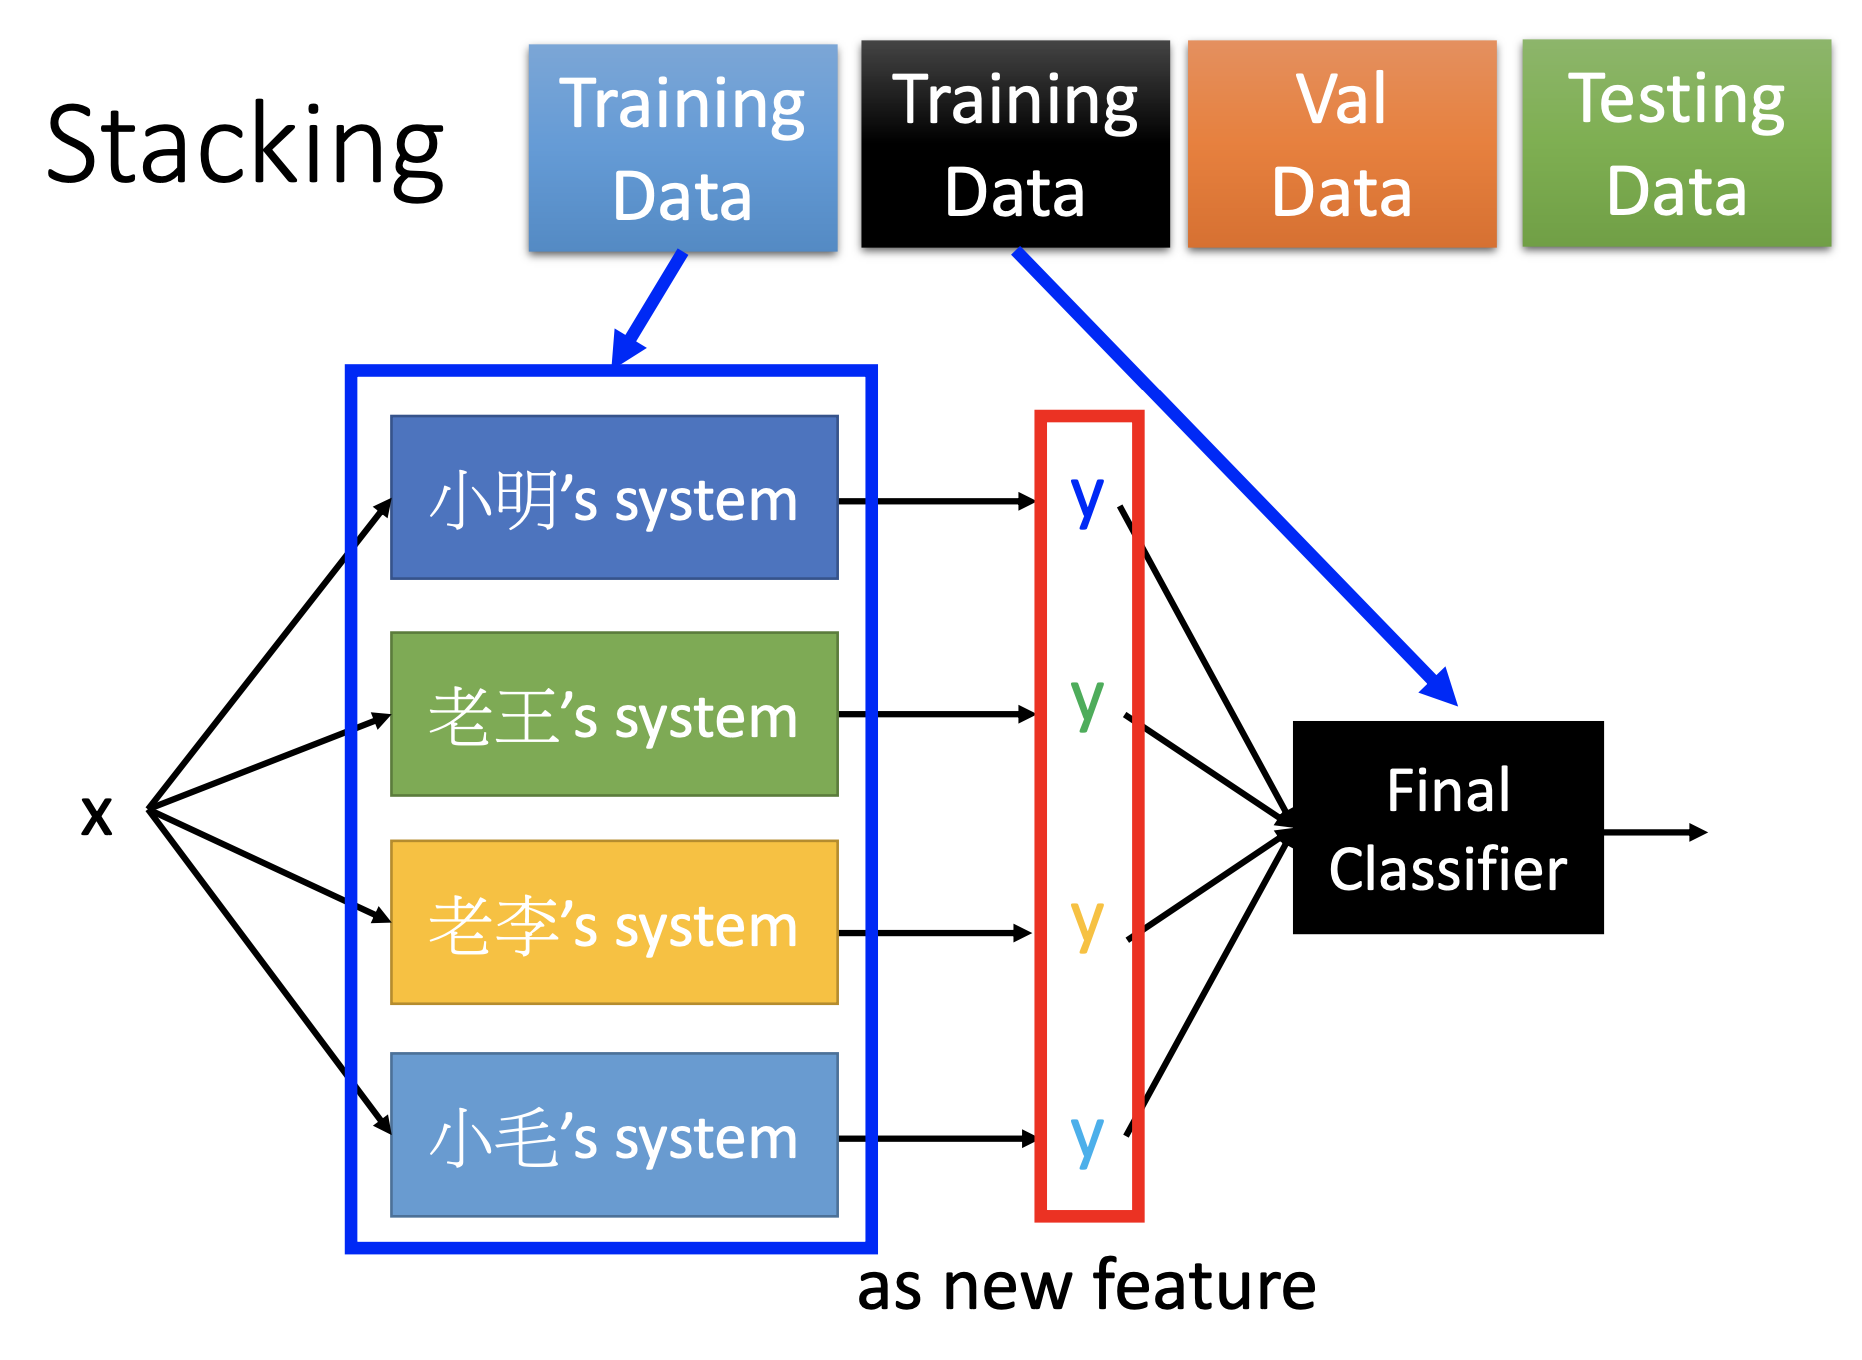 Stacking
Training
Data
Training
Data
Val
Data
Testing
Data
x
小明’s system
老王’s system
老李’s system
小毛’s system
y
y
y
y
Final
Classifier
as new feature